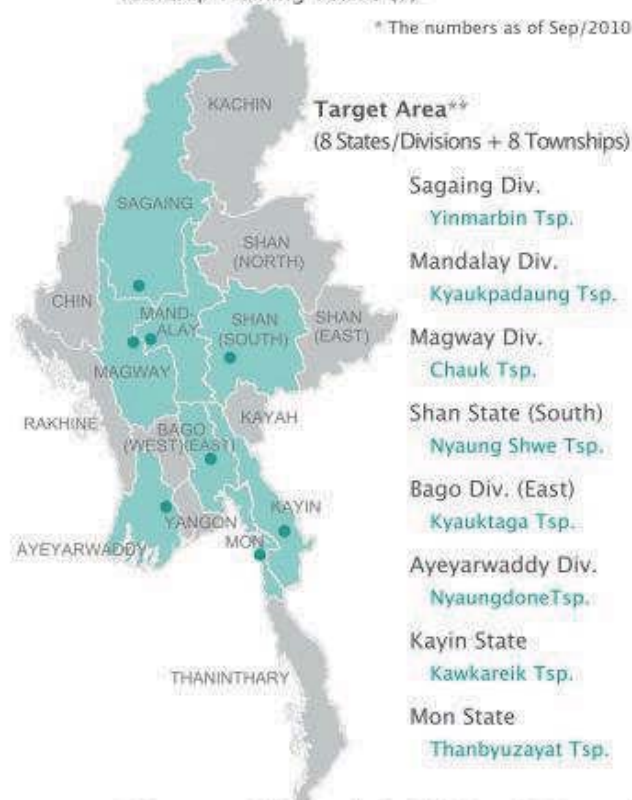 * The numbers as of Sep/2010
Target Area**
(8 States/Divisions + 8 Townships)
Sagaing Div.
Yinmarbin Tsp.
Mandalay Div.
Kyaukpadaung Tsp.
Magway Div.
Chauk Tsp.
Shan State (South)
Nyaung Shwe Tsp.
Bago Div. (East)
Kyauktaga Tsp.
Ayeyarwaddy Div.
NyaungdoneTsp.
Kayin State
Kawkareik Tsp.
Mon State
Thanbyuzayat Tsp.
KACHIN
SAGAING
SHAN
(NORTH)
CHIN
MAND-
ALAY
SHAN
(SOUTH)
SHAN
(EAST)
MAGWAY
RAKHINE
KAYAH
BAGO
(WEST)(EAST)
KAYIN
YANGON
MON
AYEYARWADDY
THANINTHARY